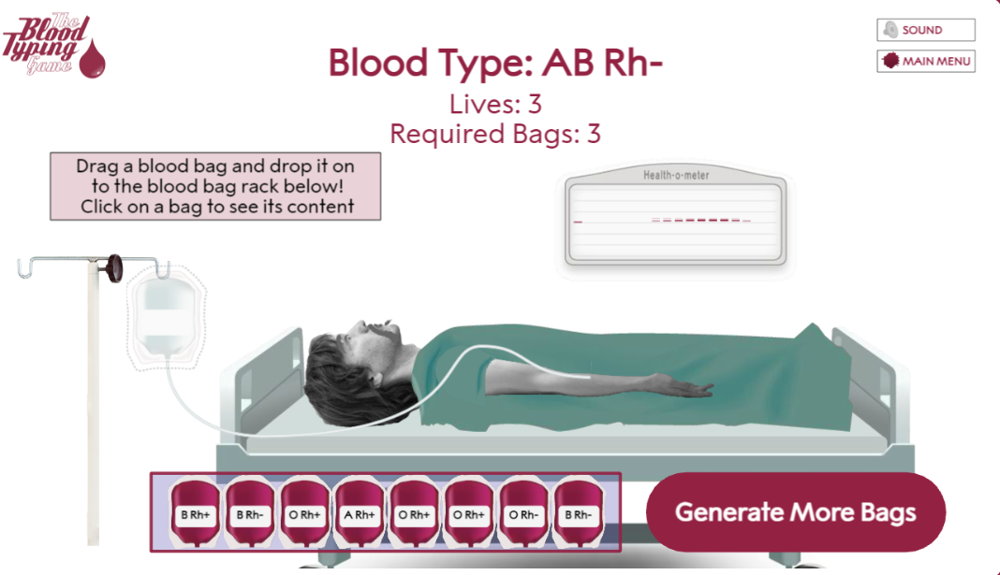 The
Blood
Typing
Game
SOUND
MAIN MENU
Blood Type: AB Rh-
Lives: 3
Required Bags: 3
Drag a blood bag and drop it on
to the blood bag rack below!
Click on a bag to see its content
Health-o-meter
B Rh+
B Rh-
O Rh+
A Rh+
O Rh+
O Rh+
O Rh-
B Rh-
Generate More Bags